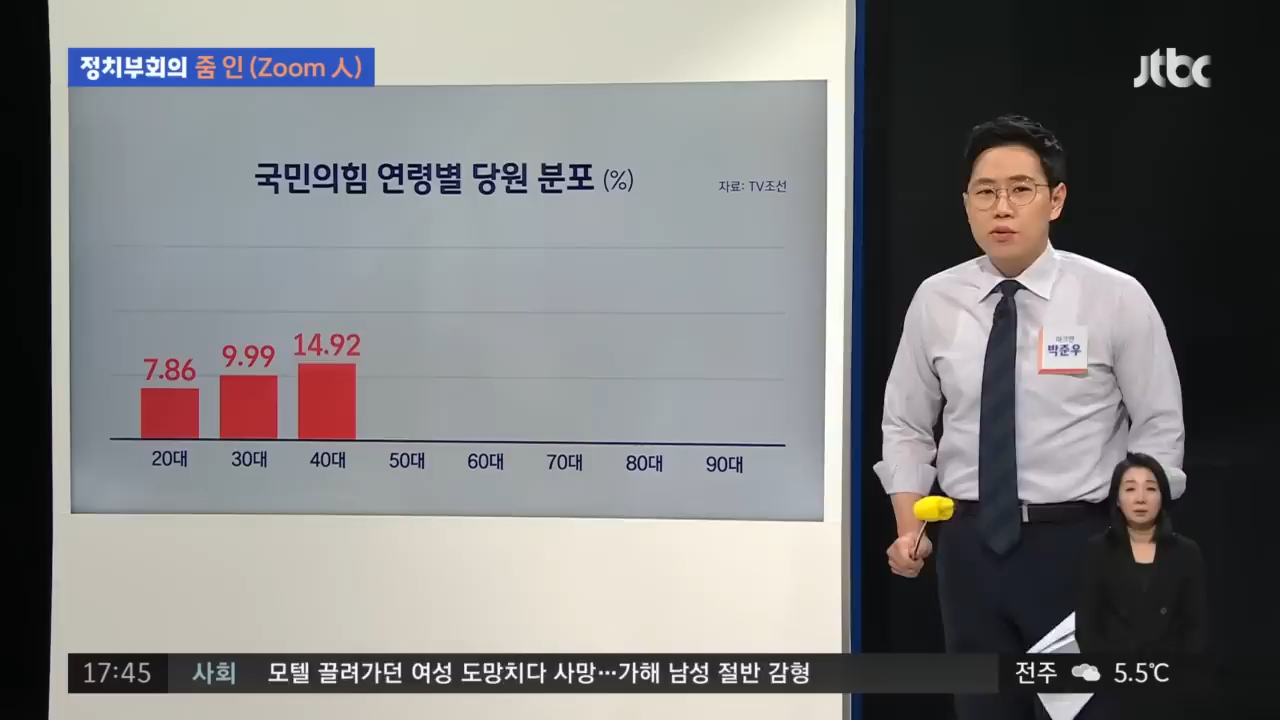 정치부회의 줌 인 (Zoom 人)
jtbc
국민의힘 연령별 당원 분포 (%)
자료: TV조선
7.86
9.99
14.92
20대
30대
40대
50대
60대
70대
80대
90대
박준우
17:45 사회 모텔 끌려가던 여성 도망치다 사망…가해 남성 절반 감형
전주 5.5℃